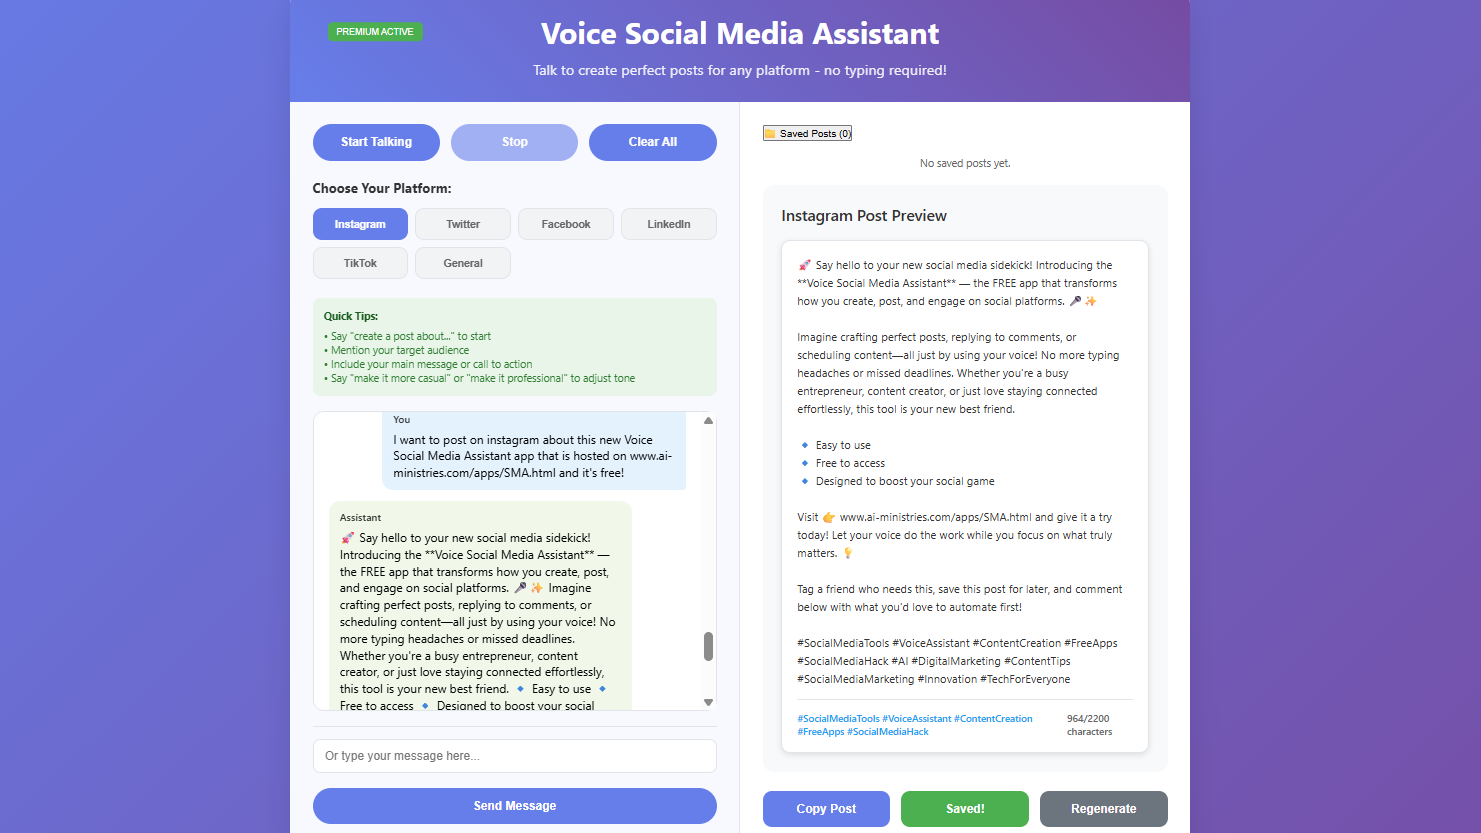 PREMIUM ACTIVE
Voice Social Media Assistant
Talk to create perfect posts for any platform - no typing required!
Start Talking
Stop
Clear All
Choose Your Platform:
Instagram
Twitter
Facebook
LinkedIn
TikTok
General
Quick Tips:
• Say "create a post about..." to start
• Mention your target audience
• Include your main message or call to action
• Say "make it more casual" or "make it professional" to adjust tone
You
I want to post on instagram about this new Voice
Social Media Assistant app that is hosted on www.ai-
ministries.com/apps/SMA.html and it's free!
Assistant
🚀 Say hello to your new social media sidekick!
Introducing the **Voice Social Media Assistant** —
the FREE app that transforms how you create, post,
and engage on social platforms. 🎤✨ Imagine
crafting perfect posts, replying to comments, or
scheduling content—all just by using your voice! No
more typing headaches or missed deadlines.
Whether you're a busy entrepreneur, content
creator, or just love staying connected effortlessly,
this tool is your new best friend. 🔹 Easy to use 🔹
Free to access 🔹 Designed to boost your social
Or type your message here...
Send Message
📁 Saved Posts (0)
No saved posts yet.
Instagram Post Preview
🚀 Say hello to your new social media sidekick! Introducing the
**Voice Social Media Assistant** — the FREE app that transforms
how you create, post, and engage on social platforms. 🎤✨
Imagine crafting perfect posts, replying to comments, or
scheduling content—all just by using your voice! No more typing
headaches or missed deadlines. Whether you're a busy
entrepreneur, content creator, or just love staying connected
effortlessly, this tool is your new best friend.
🔹 Easy to use
🔹 Free to access
🔹 Designed to boost your social game
Visit 👉 www.ai-ministries.com/apps/SMA.html and give it a try
today! Let your voice do the work while you focus on what truly
matters. 💡
Tag a friend who needs this, save this post for later, and comment
below with what you'd love to automate first!
#SocialMediaTools #VoiceAssistant #ContentCreation #FreeApps
#SocialMediaHack #AI #DigitalMarketing #ContentTips
#SocialMediaMarketing #Innovation #TechForEveryone
#SocialMediaTools #VoiceAssistant #ContentCreation
#FreeApps #SocialMediaHack
964/2200
characters
Copy Post
Saved!
Regenerate